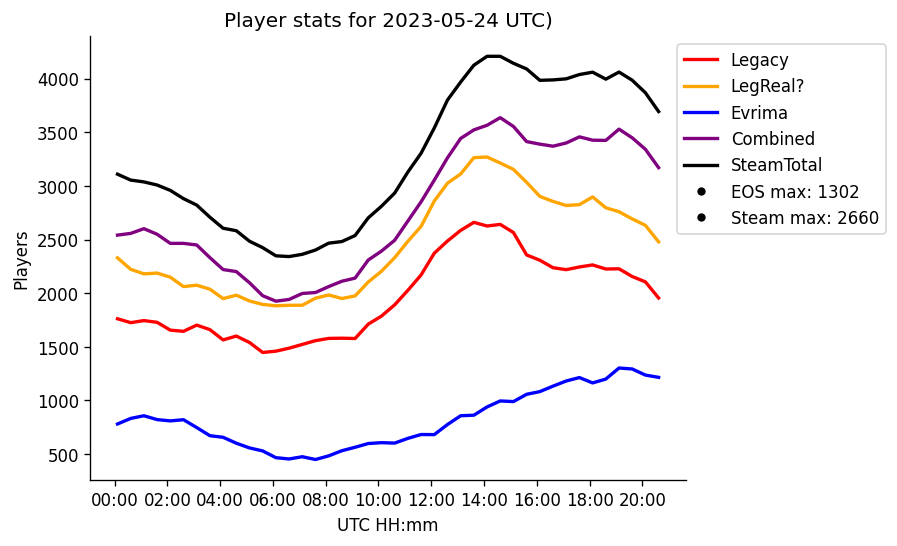 Player stats for 2023-05-24 UTC)
Players
4000
3500
3000
2500
2000
1500
1000
500
00:00 02:00 04:00 06:00 08:00 10:00 12:00 14:00 16:00 18:00 20:00
UTC HH:mm
Legacy
LegReal?
Evrima
Combined
SteamTotal
EOS max: 1302
Steam max: 2660